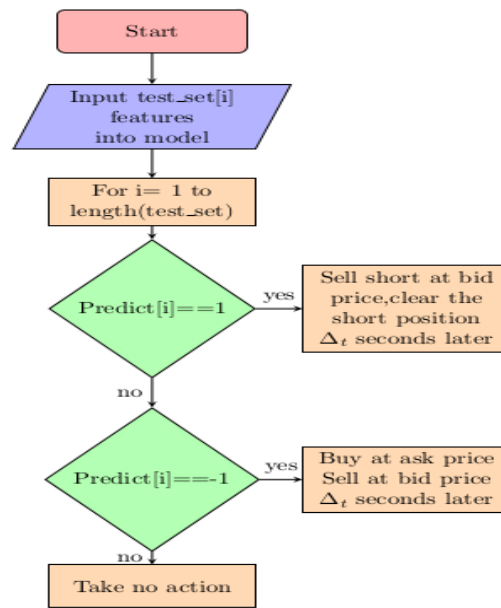 Start
Input test_set[i]
features
into model
For i= 1 to
length(test_set)
Predict[i]==1
yes
Sell short at bid
price,clear the
short position
Δt seconds later
no
Predict[i]==-1
yes
Buy at ask price
Sell at bid price
Δt seconds later
no
Take no action